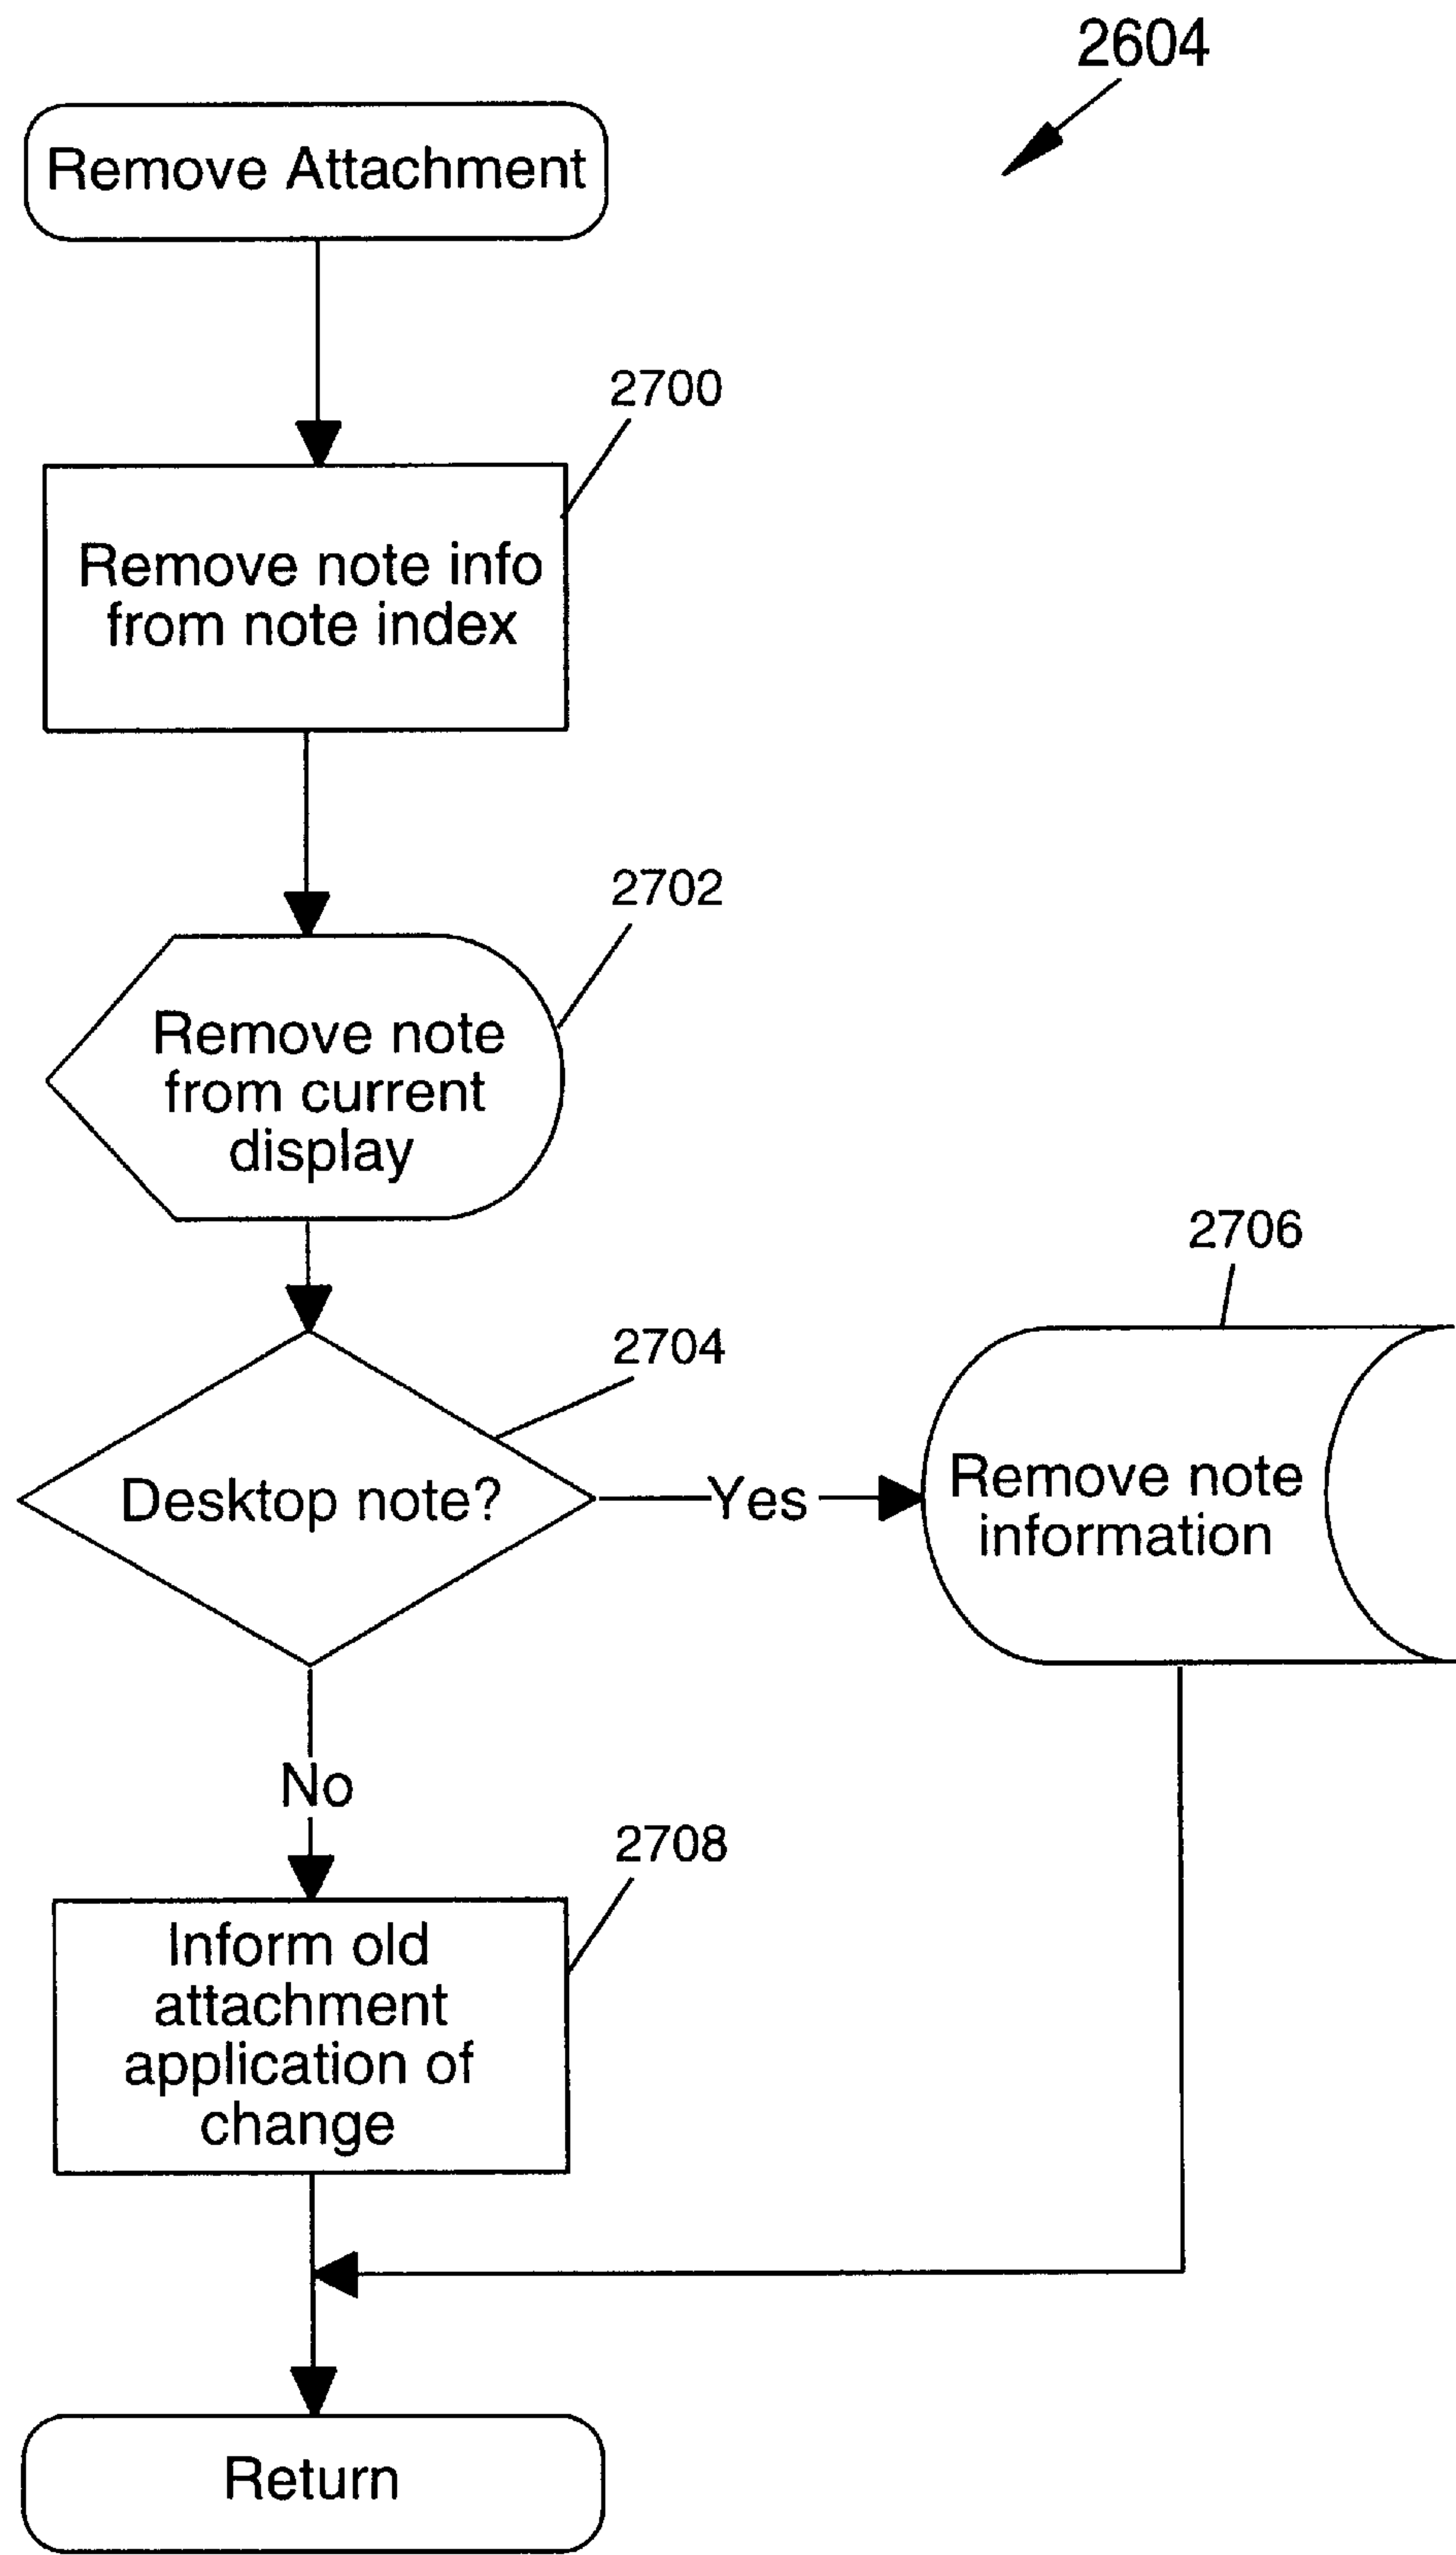 2604
Remove Attachment
2700
Remove note info
from note index
2702
Remove note
from current
display
2706
2704
Desktop note?
Yes
Remove note
information
No
2708
Inform old
attachment
application of
change
Return